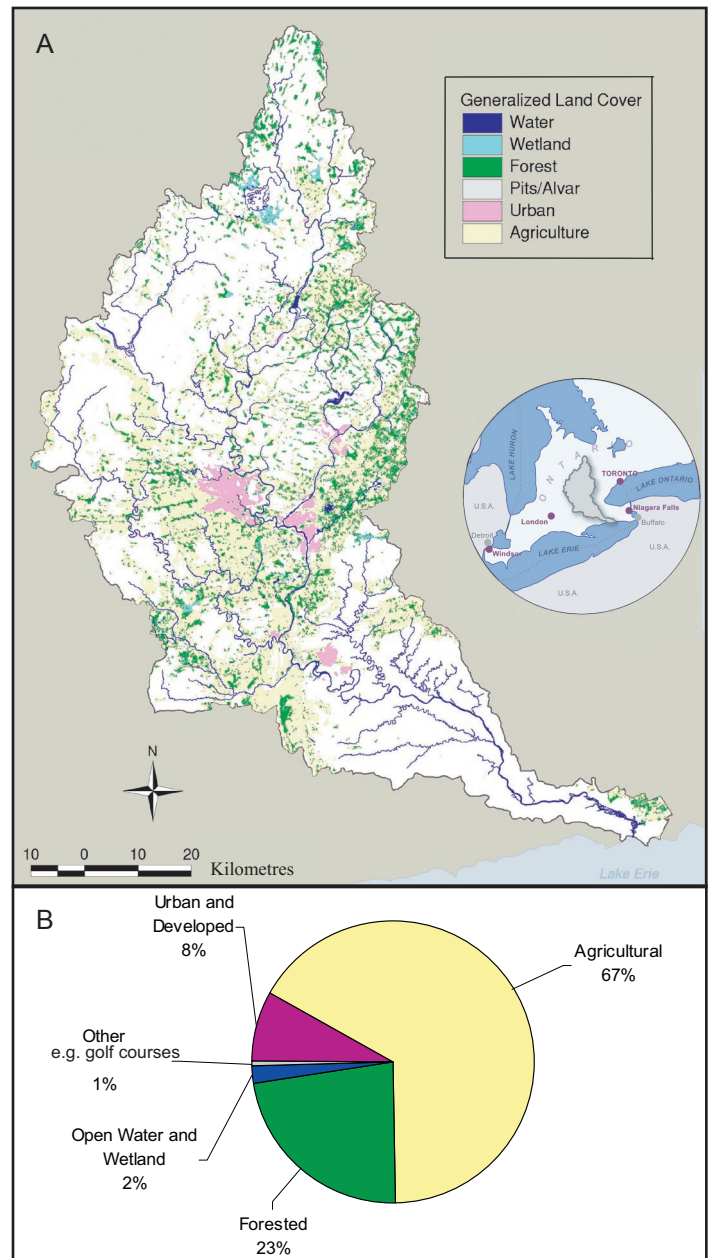 A
Generalized Land Cover
Water
Wetland
Forest
Pits/Alvar
Urban
Agriculture
LAKE HURON
ONTARIO
TORONTO
LAKE ONTARIO
U.S.A.
Niagara Falls
London
Buffalo
Detroit
Windsor
LAKE ERIE
U.S.A.
U.S.A.
N
10 0 10 20
Kilometres
Lake Erie
B
Urban and
Developed
8%
Agricultural
67%
Other
e.g. golf courses
1%
Open Water and
Wetland
2%
Forested
23%